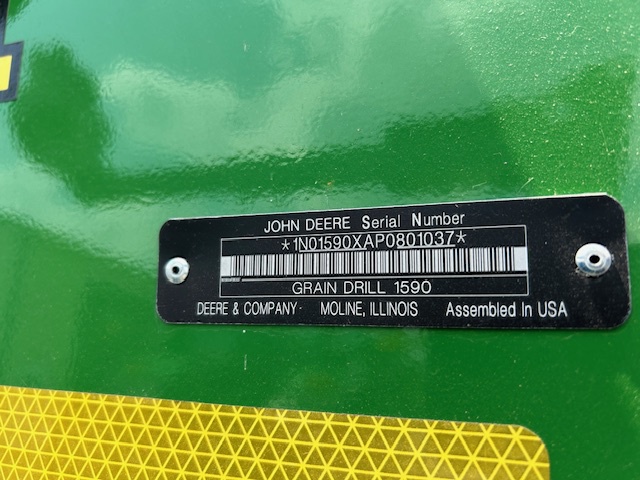 JOHN DEERE Serial Number
*1N01590XAP0801037*
GRAIN DRILL 1590
DEERE & COMPANY MOLINE, ILLINOIS Assembled In USA